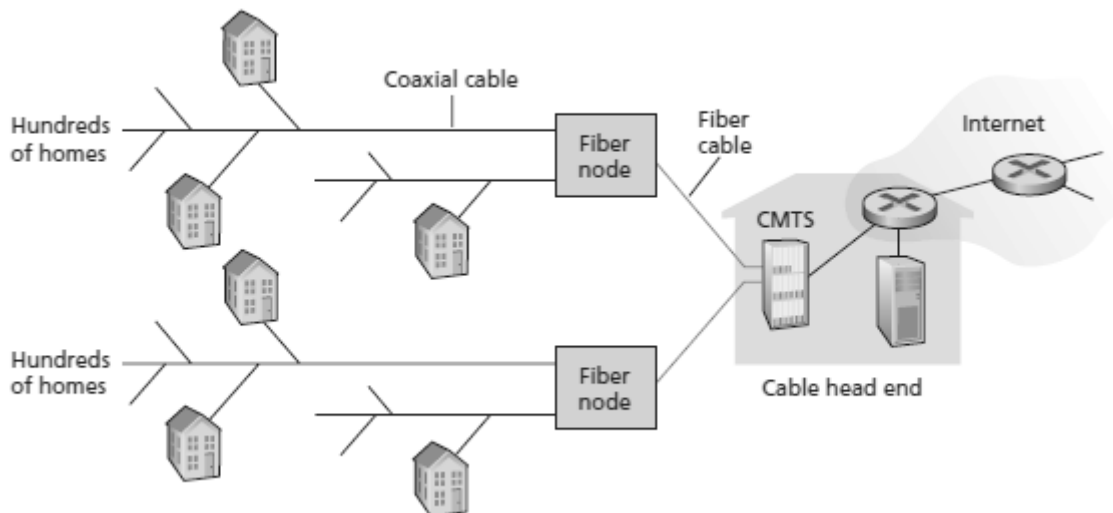 Hundreds
of homes
Coaxial cable
Fiber
node
Fiber
cable
Internet
CMTS
Hundreds
of homes
Fiber
node
Cable head end